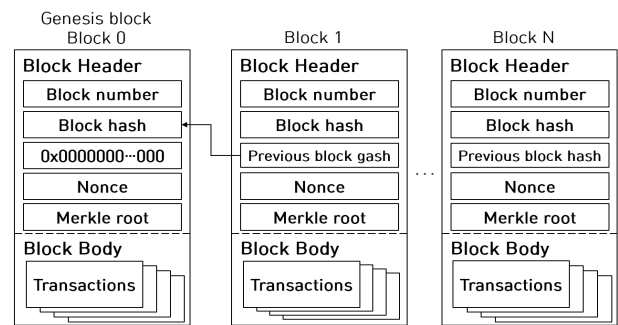 Genesis block
Block 0
Block Header
Block number
Block hash
0x0000000···000
Nonce
Merkle root
Block Body
Transactions
Block 1
Block Header
Block number
Block hash
Previous block gash
Nonce
Merkle root
Block Body
Transactions
...
Block N
Block Header
Block number
Block hash
Previous block hash
Nonce
Merkle root
Block Body
Transactions